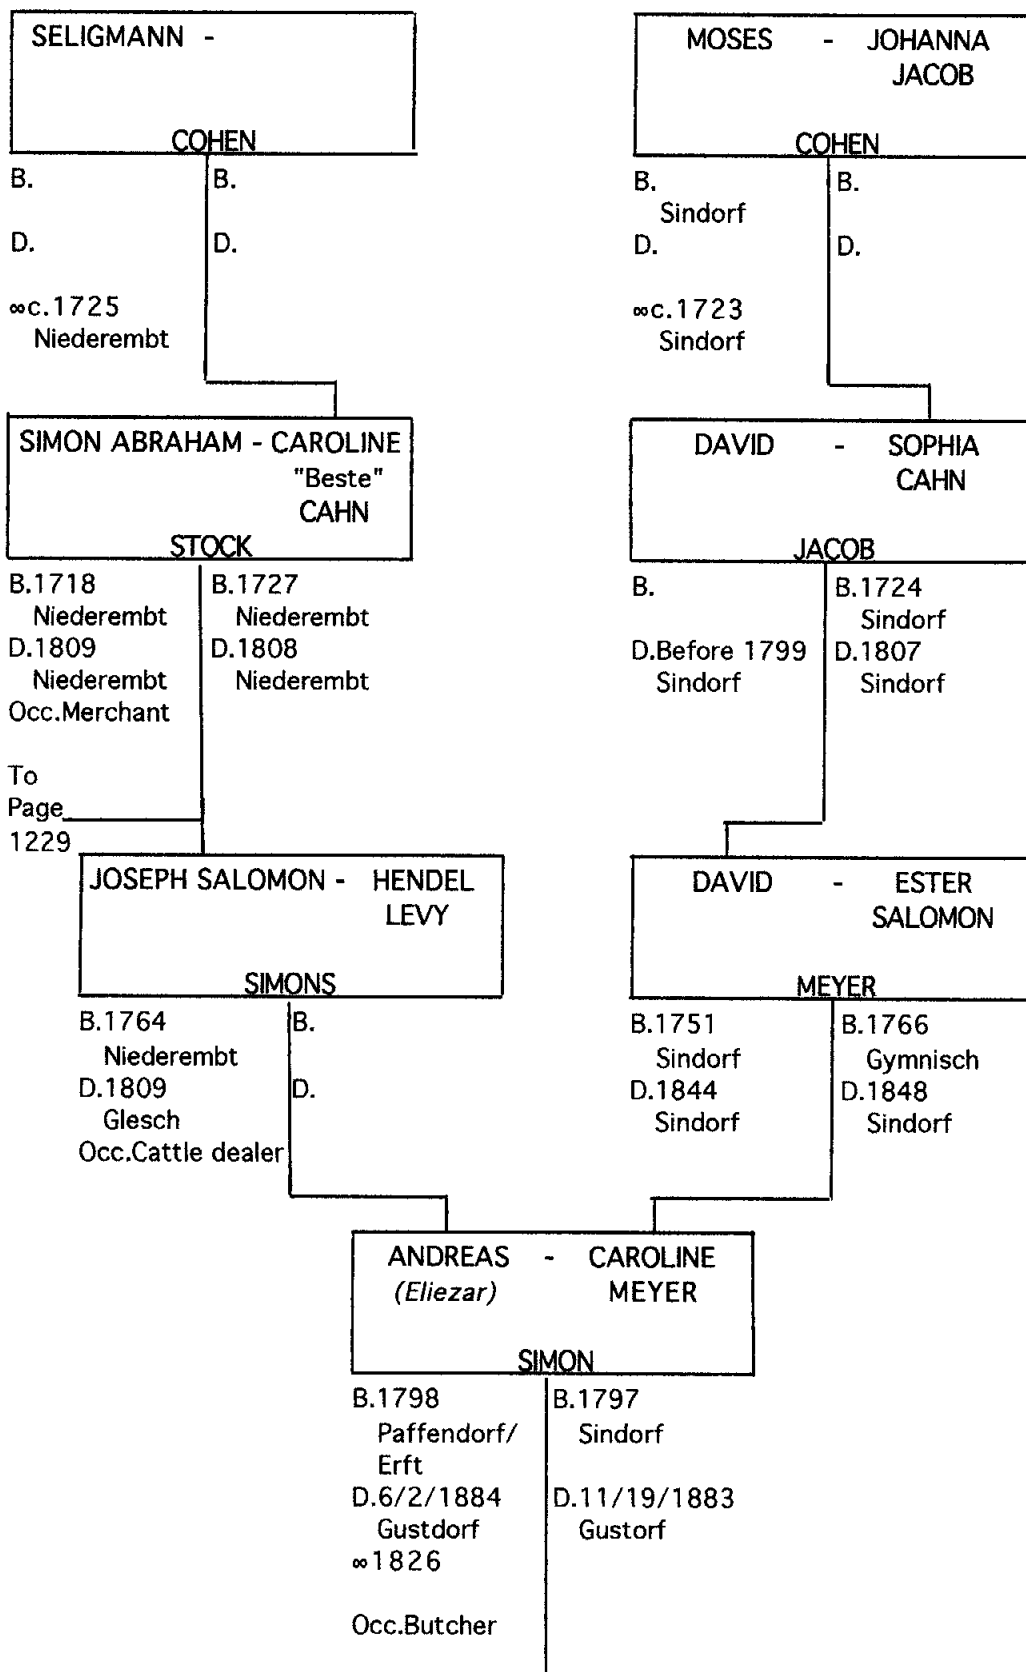 SELIGMANN -
COHEN
B. B.
D. D.
∞c.1725
Niederembt
MOSES - JOHANNA
JACOB
COHEN
B. B.
Sindorf
D. D.
∞c.1723
Sindorf
SIMON ABRAHAM - CAROLINE
"Beste"
CAHN
STOCK
B.1718 B.1727
Niederembt Niederembt
D.1809 D.1808
Niederembt Niederembt
Occ.Merchant
To
Page
1229
DAVID - SOPHIA
CAHN
JACOB
B. B.1724
Sindorf
D.Before 1799 D.1807
Sindorf Sindorf
JOSEPH SALOMON - HENDEL
LEVY
SIMONS
B.1764 B.
Niederembt
D.1809 D.
Glesch
Occ.Cattle dealer
DAVID - ESTER
SALOMON
MEYER
B.1751 B.1766
Sindorf Gymnisch
D.1844 D.1848
Sindorf Sindorf
ANDREAS - CAROLINE
(Eliezar) MEYER
SIMON
B.1798 B.1797
Paffendorf/ Sindorf
Erft
D.6/2/1884 D.11/19/1883
Gustdorf Gustorf
∞1826
Occ.Butcher